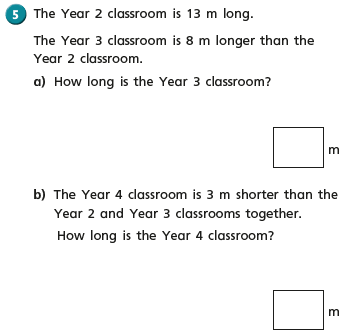 5 The Year 2 classroom is 13 m long.
The Year 3 classroom is 8 m longer than the
Year 2 classroom.
a) How long is the Year 3 classroom?
m
b) The Year 4 classroom is 3 m shorter than the
Year 2 and Year 3 classrooms together.
How long is the Year 4 classroom?
m